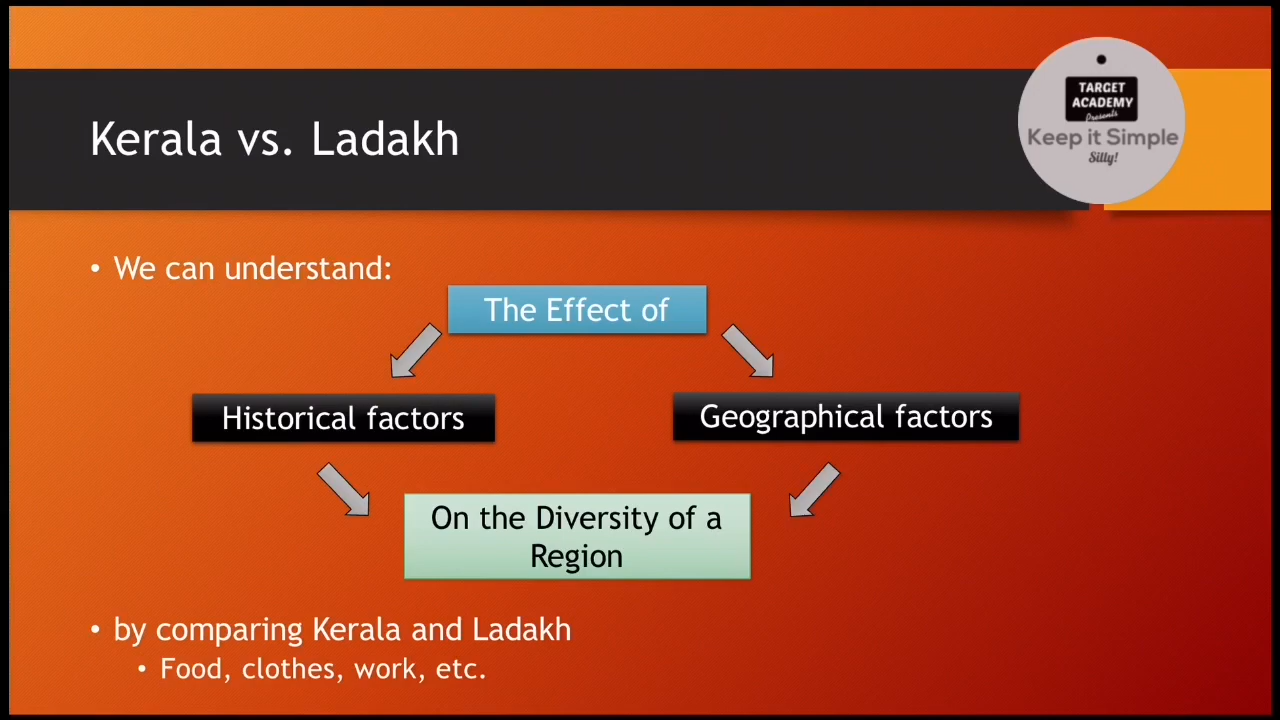 TARGET
ACADEMY
Presents
Keep it Simple
Silly!
Kerala vs. Ladakh
• We can understand:
The Effect of
Historical factors
Geographical factors
On the Diversity of a
Region
• by comparing Kerala and Ladakh
• Food, clothes, work, etc.